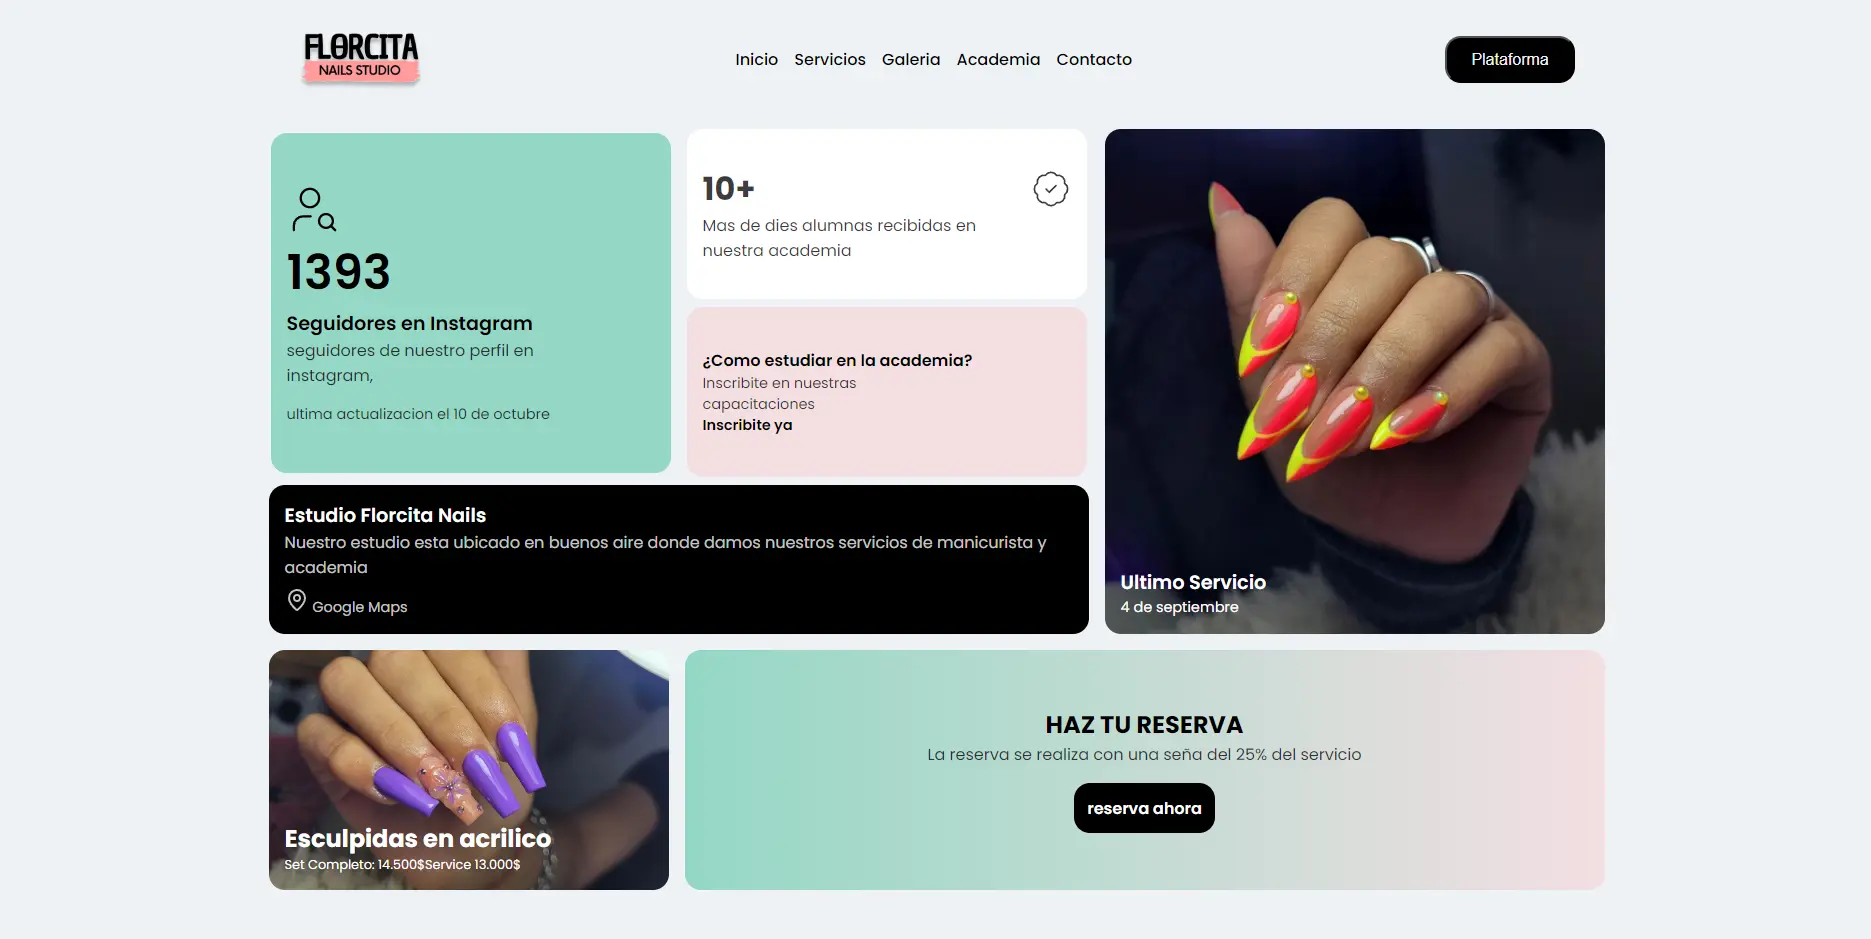 FLORCITA
NAILS STUDIO
Inicio Servicios Galeria Academia Contacto
Plataforma
1393
Seguidores en Instagram
seguidores de nuestro perfil en
instagram,
ultima actualizacion el 10 de octubre
10+
Mas de dies alumnas recibidas en
nuestra academia
¿Como estudiar en la academia?
Inscribite en nuestras
capacitaciones
Inscribite ya
Estudio Florcita Nails
Nuestro estudio esta ubicado en buenos aire donde damos nuestros servicios de manicurista y
academia
Google Maps
Ultimo Servicio
4 de septiembre
Esculpidas en acrilico
Set Completo: 14.500$Service 13.000$
HAZ TU RESERVA
La reserva se realiza con una seña del 25% del servicio
reserva ahora